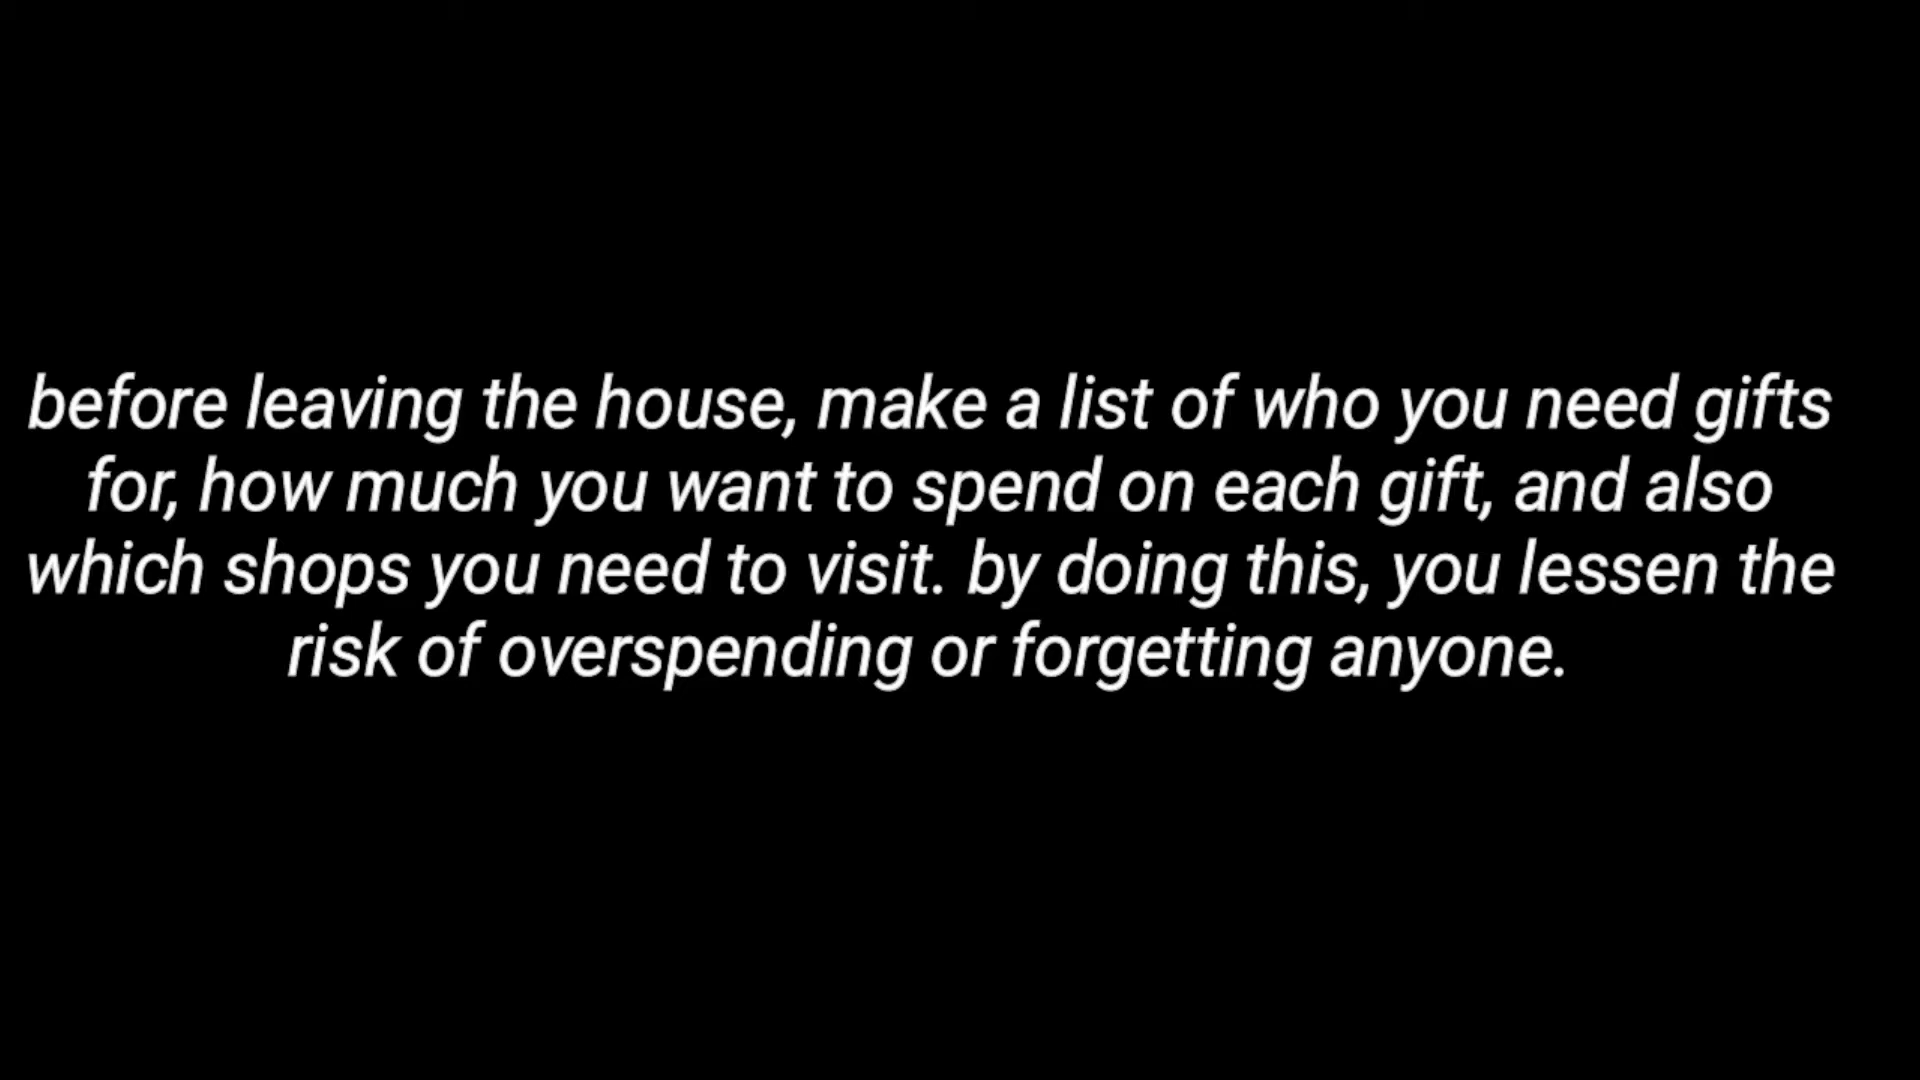 before leaving the house, make a list of who you need gifts
for, how much you want to spend on each gift, and also
which shops you need to visit. by doing this, you lessen the
risk of overspending or forgetting anyone.